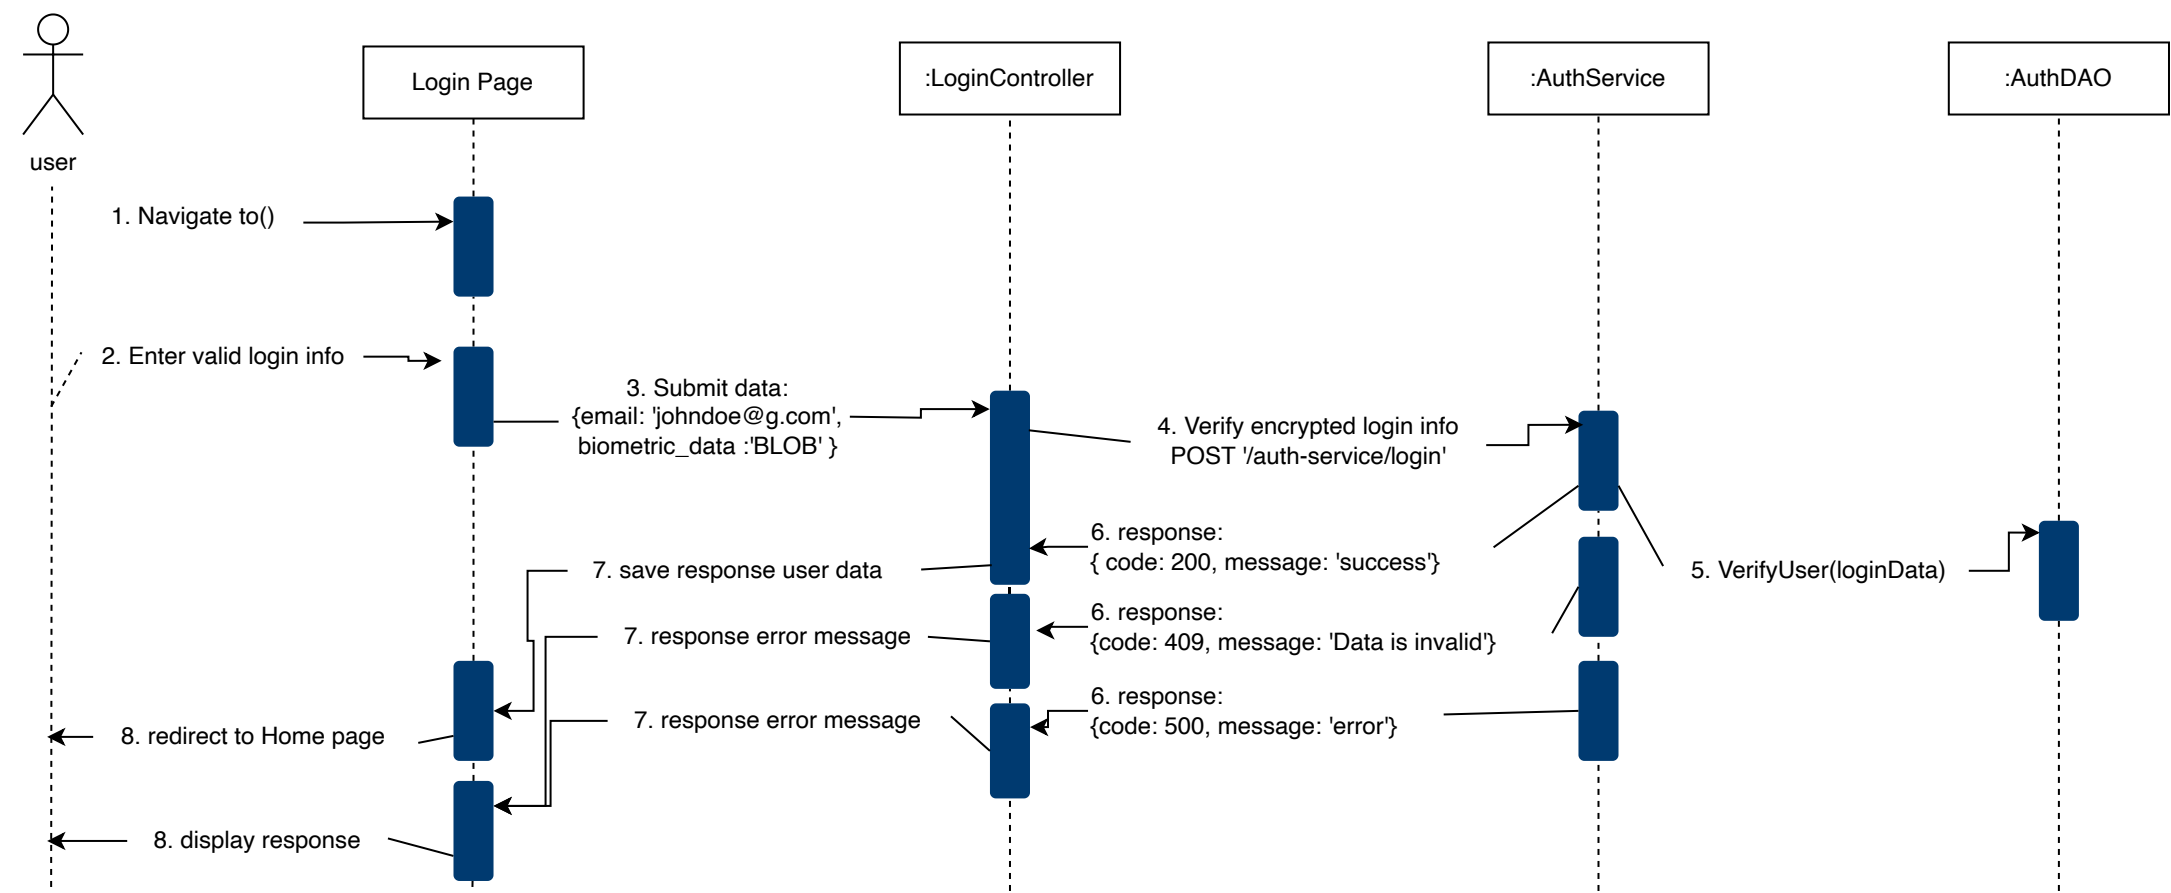 Login Page
:LoginController
:AuthService
:AuthDAO
user
1. Navigate to()
2. Enter valid login info
3. Submit data:
{email: 'johndoe@g.com',
biometric_data :'BLOB' }
4. Verify encrypted login info
POST '/auth-service/login'
5. VerifyUser(loginData)
6. response:
{ code: 200, message: 'success'}
7. save response user data
6. response:
{code: 409, message: 'Data is invalid'}
7. response error message
6. response:
{code: 500, message: 'error'}
7. response error message
8. redirect to Home page
8. display response